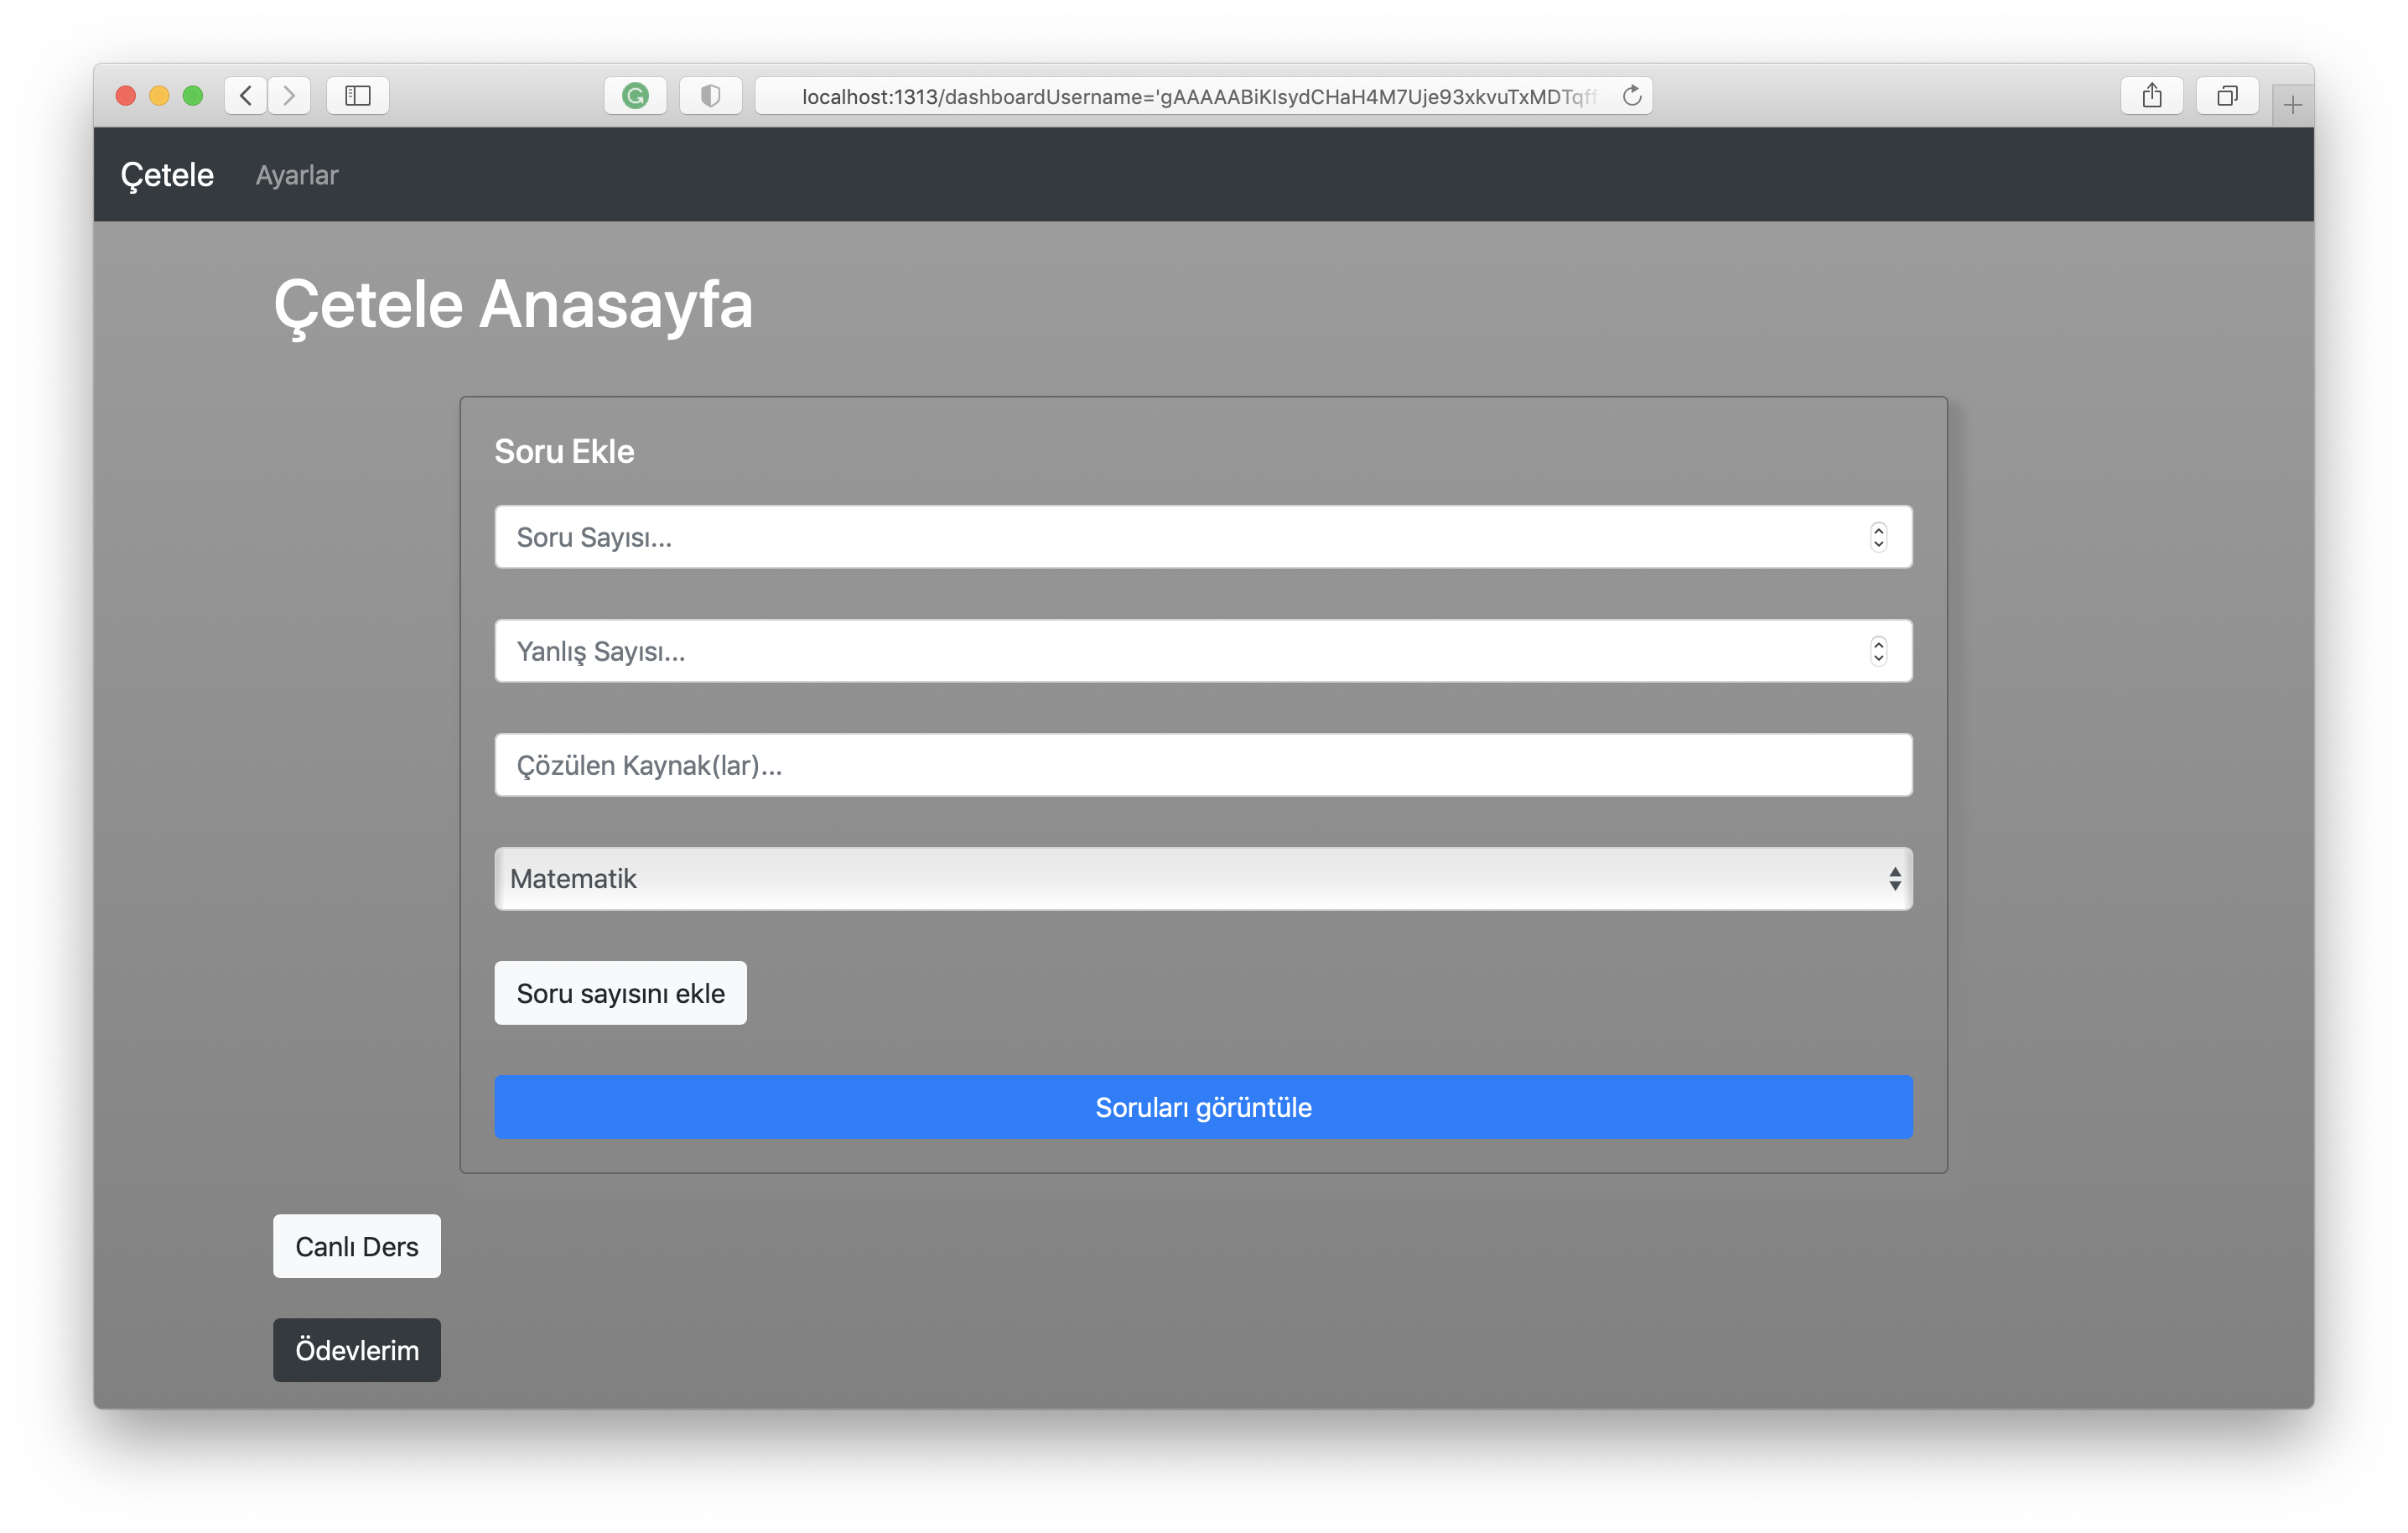 localhost:1313/dashboardUsername='gAAAAABiKIsydCHaH4M7Uje93xkvuTxMDTqf
Çetele Ayarlar
Çetele Anasayfa
Soru Ekle
Soru Sayısı...
Yanlış Sayısı...
Çözülen Kaynak(lar)...
Matematik
Soru sayısını ekle
Soruları görüntüle
Canlı Ders
Ödevlerim